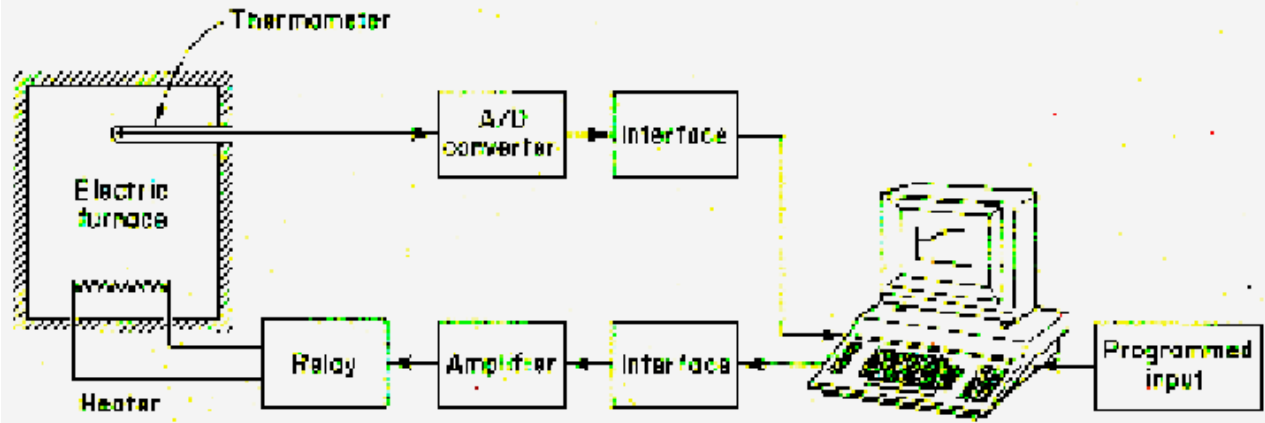 Thermometer
A/D
converter
Interface
Electric
furnace
Relay
Amplifier
Interface
Programmed
input
Heater